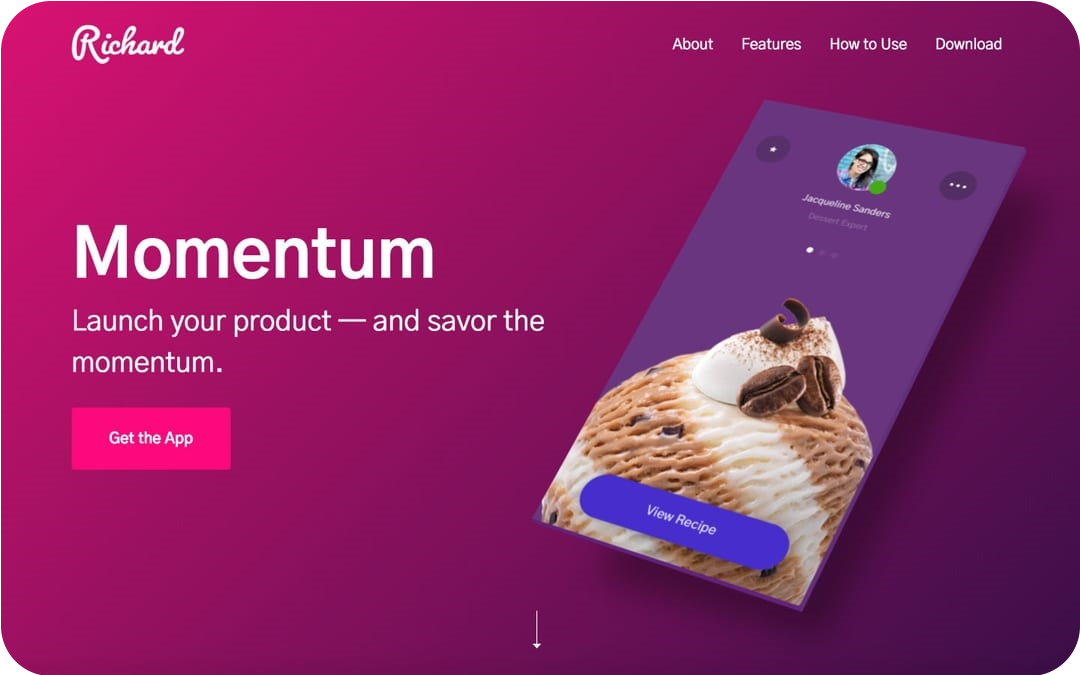 Richard
About Features How to Use Download
Jacqueline Sanders
Dessert Expert
Momentum
Launch your product — and savor the
momentum.
Get the App
View Recipe